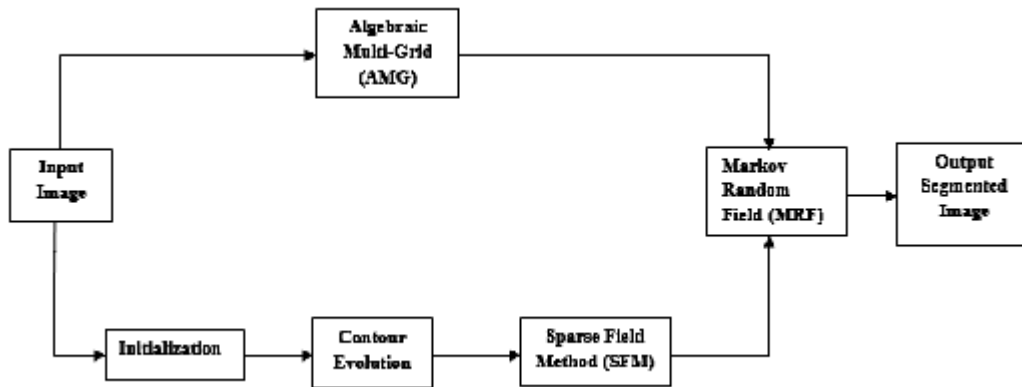 Algebraic
Multi-Grid
(AMG)
Input
Image
Markov
Random
Field (MRF)
Output
Segmented
Image
Initialization
Contour
Evolution
Sparse Field
Method (SFM)